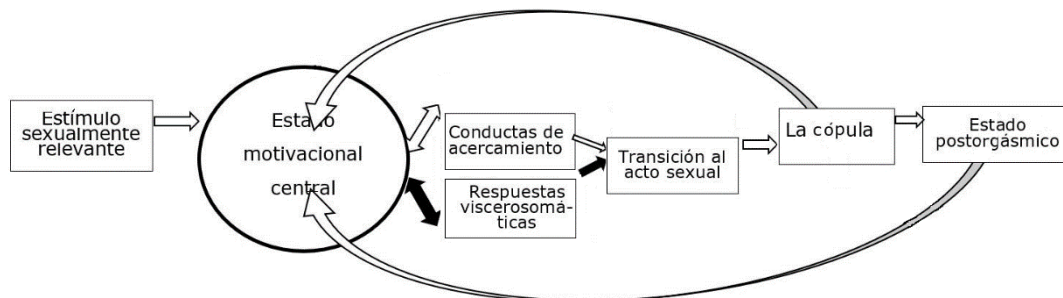 Estímulo
sexualmente
relevante
Estado
motivacional
central
Conductas de
acercamiento
Respuestas
viscerosomá-
ticas
Transición al
acto sexual
La cópula
Estado
postorgásmico